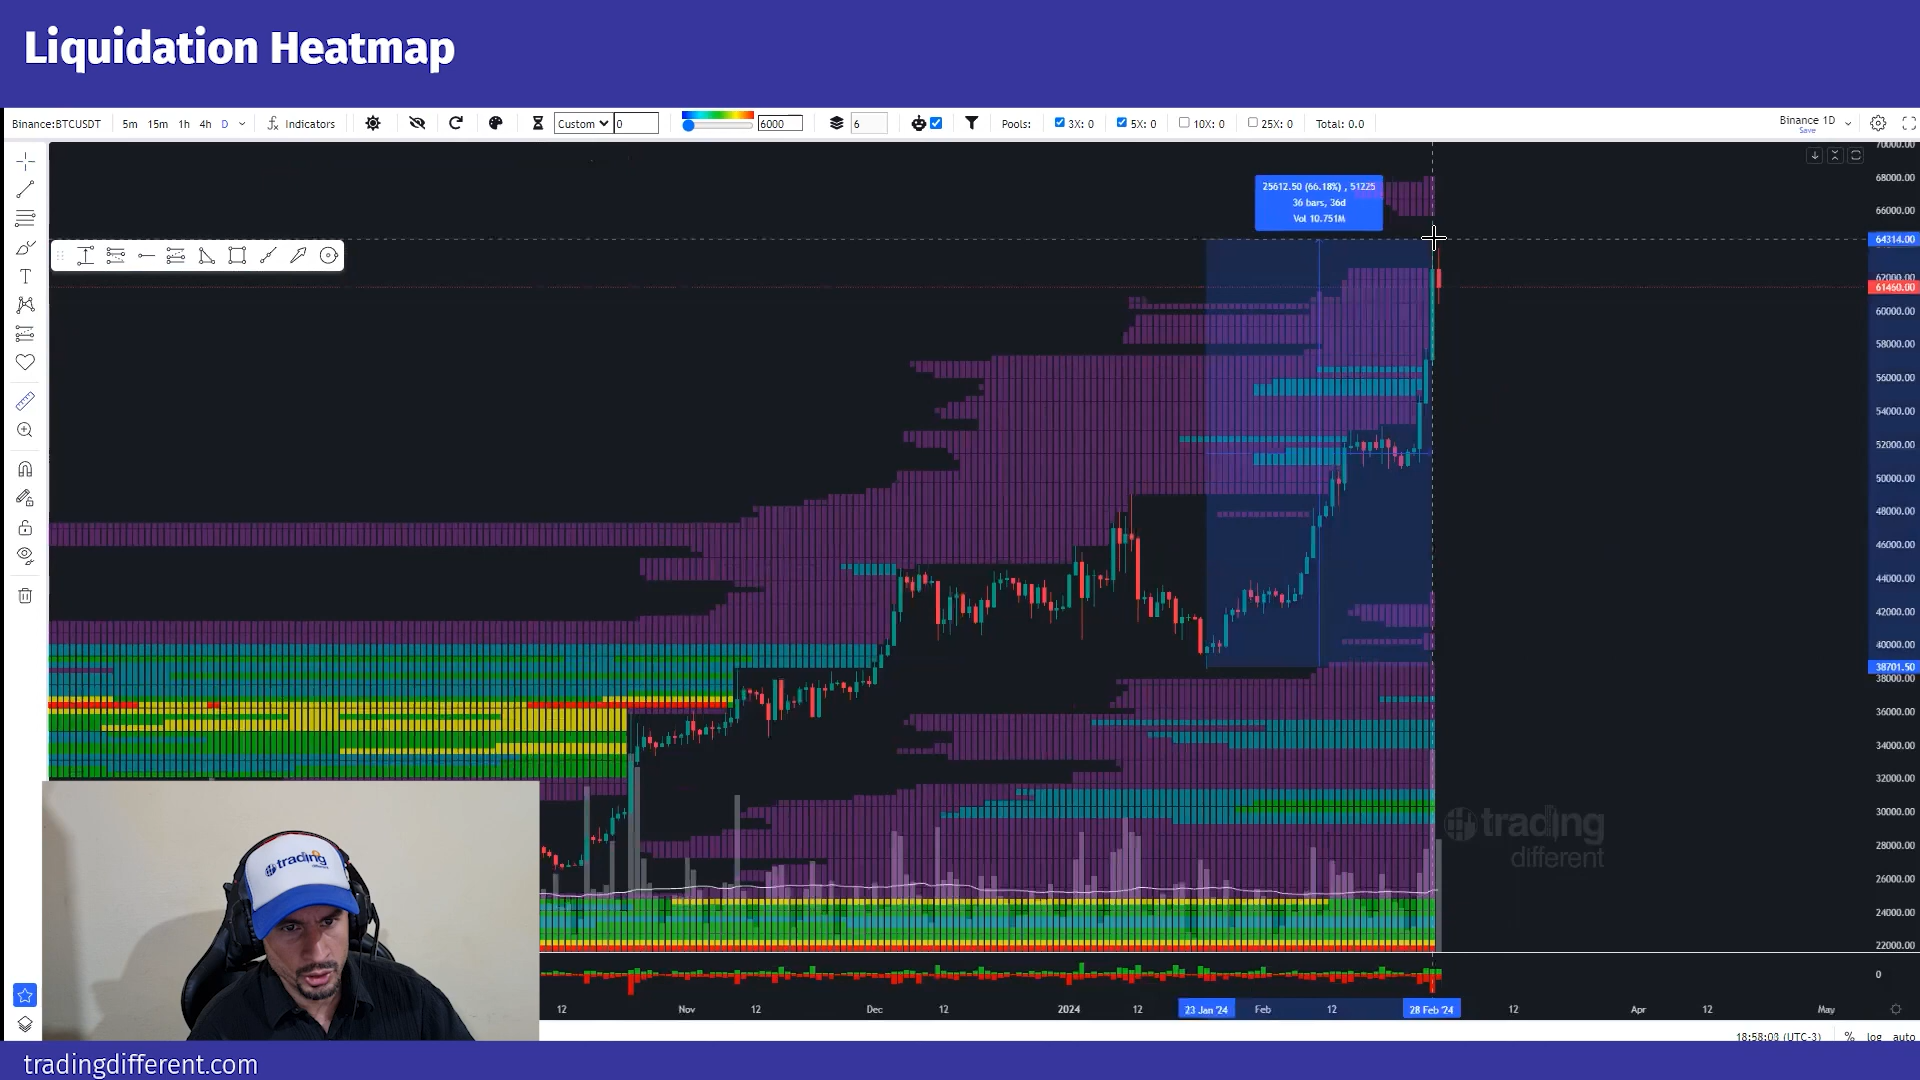 Liquidation Heatmap
Binance:BTCUSDT 5m 15m 1h 4h D Indicators Custom 0 6000 6 Pools: 3X: 0 5X: 0 10X: 0 25X: 0 Total: 0.0 Binance 1D
Save
70000.00
25612.50 (66.18%) , 51225
36 bars, 36d
Vol 10.751M
68000.00
66000.00
64314.00
62000.00
61460.00
60000.00
58000.00
56000.00
54000.00
52000.00
50000.00
48000.00
46000.00
44000.00
42000.00
40000.00
38701.50
38000.00
36000.00
34000.00
32000.00
30000.00
28000.00
26000.00
24000.00
22000.00
0
trading
different
trading
12 Nov 12 Dec 12 2024 12 23 Jan '24 Feb 12 28 Feb '24 12 Apr 12 May
18:58:03 (UTC-3) % log auto
tradingdifferent.com